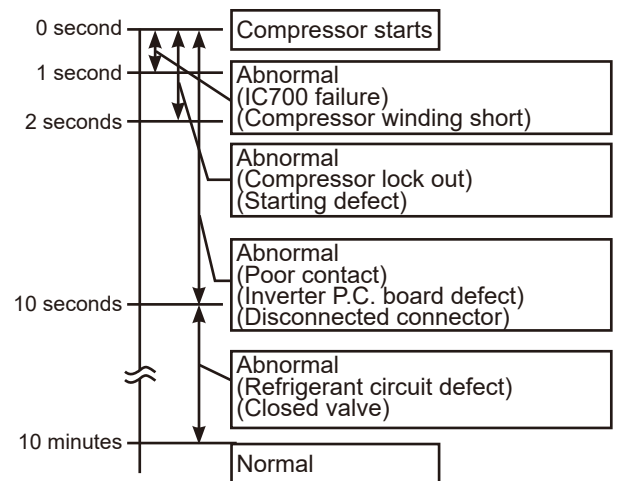 0 second
Compressor starts
1 second
Abnormal
(IC700 failure)
(Compressor winding short)
2 seconds
Abnormal
(Compressor lock out)
(Starting defect)
Abnormal
(Poor contact)
(Inverter P.C. board defect)
(Disconnected connector)
10 seconds
Abnormal
(Refrigerant circuit defect)
(Closed valve)
10 minutes
Normal